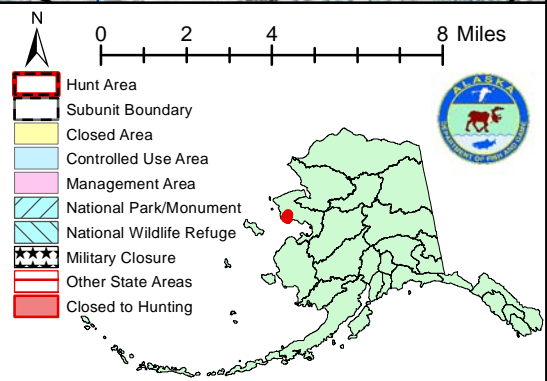 N
0 4 8 Miles
Hunt Area
Subunit Boundary
Closed Area
Controlled Use Area
Management Area
National Park/Monument
National Wildlife Refuge
Military Closure
Other State Areas
Closed to Hunting
ALASKA
DEPARTMENT OF FISH AND GAME